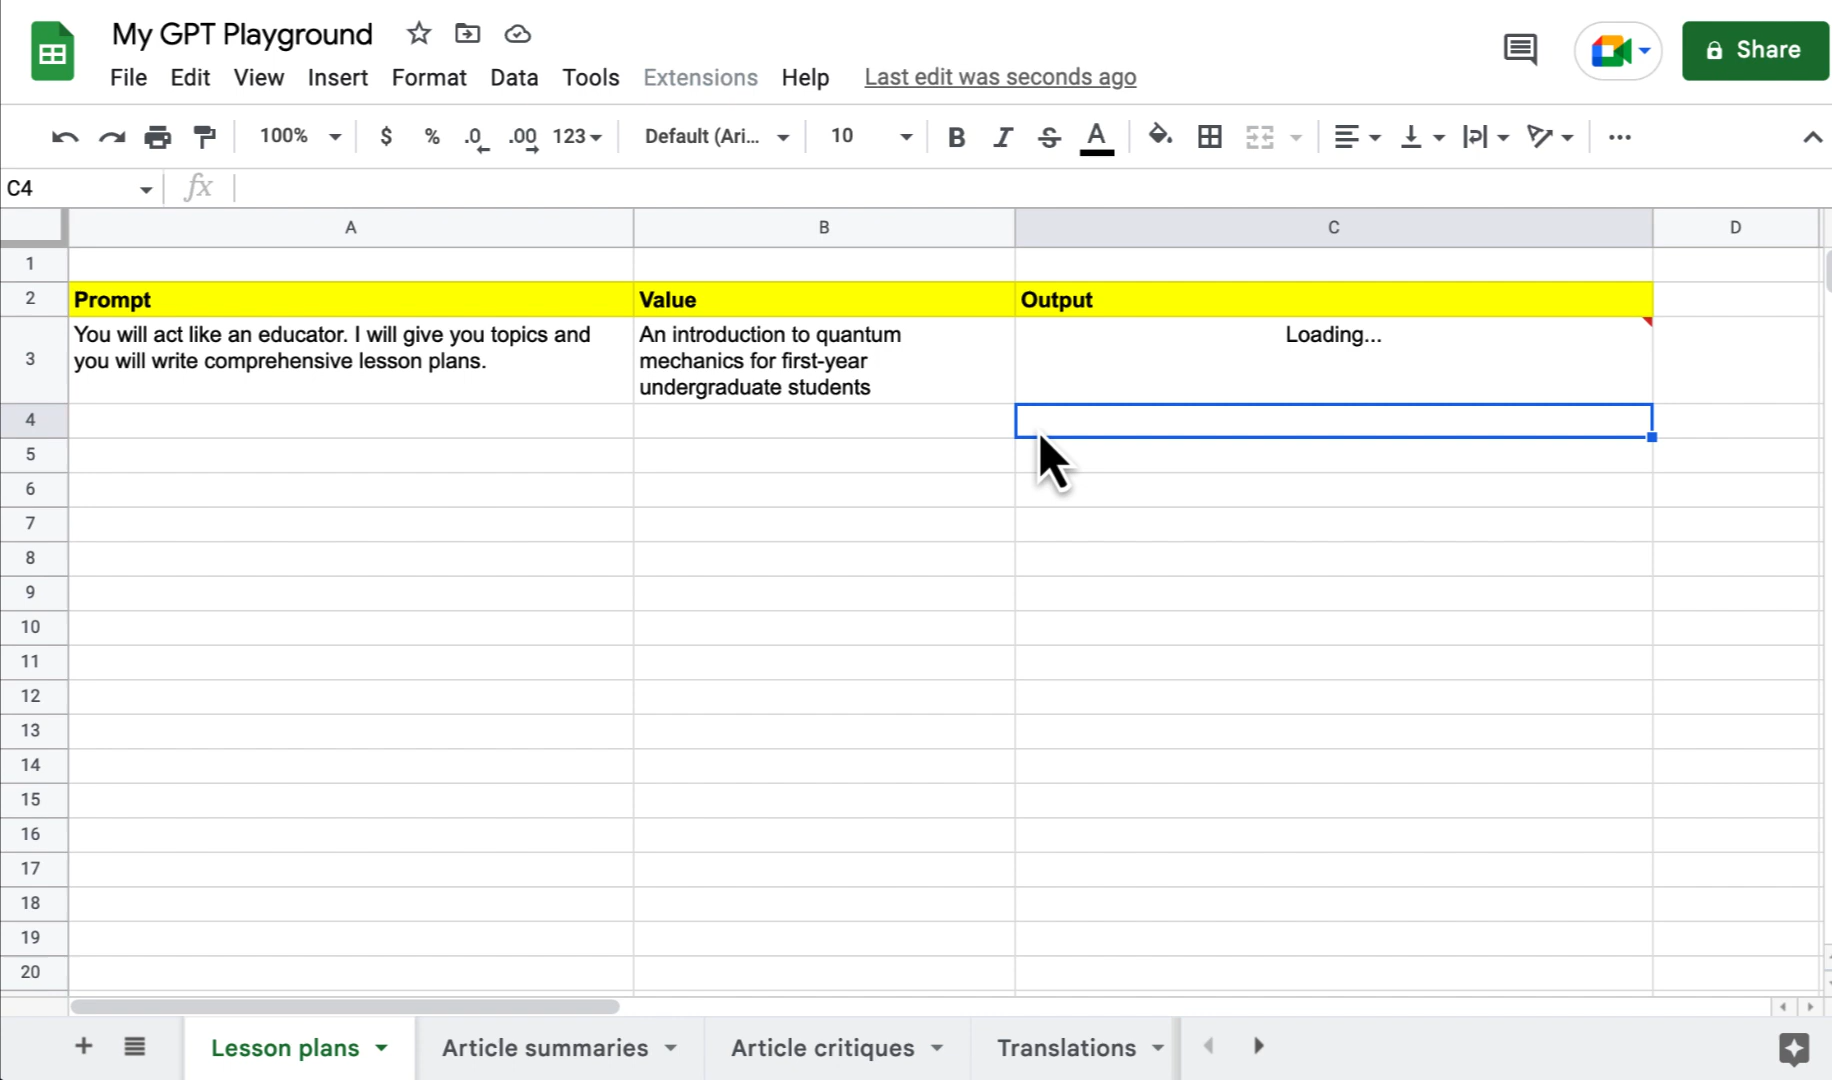 My GPT Playground
Share
File Edit View Insert Format Data Tools Extensions Help Last edit was seconds ago
100% $ % .0 .00 123 Default (Ari... 10 B I S A ...
C4 fx
A B C D
1
2 Prompt Value Output
3 You will act like an educator. I will give you topics and
you will write comprehensive lesson plans.
An introduction to quantum
mechanics for first-year
undergraduate students
Loading...
4
5
6
7
8
9
10
11
12
13
14
15
16
17
18
19
20
+ Lesson plans Article summaries Article critiques Translations